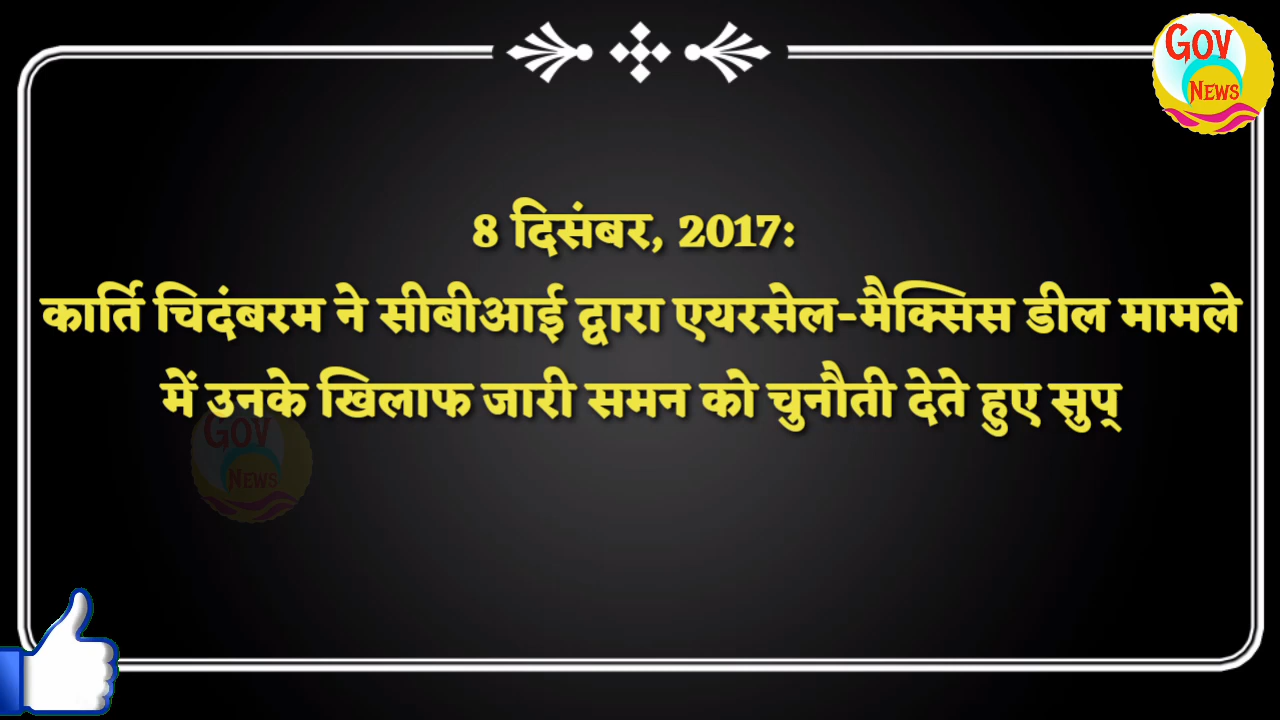 GOV
NEWS
8 दिसंबर, 2017:
कार्ति चिदंबरम ने सीबीआई द्वारा एयरसेल-मैक्सिस डील मामले
में उनके खिलाफ जारी समन को चुनौती देते हुए सुप्
GOV
NEWS